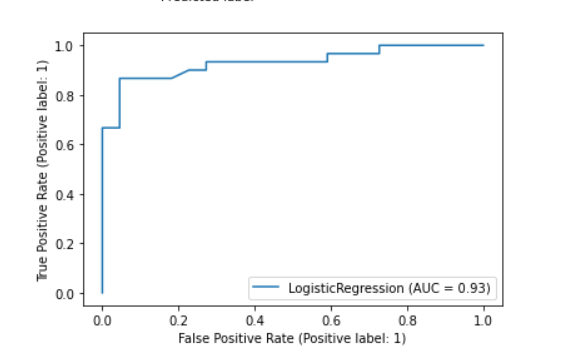 Predicted label
1.0
0.8
0.6
0.4
0.2
0.0
True Positive Rate (Positive label: 1)
LogisticRegression (AUC = 0.93)
0.0 0.2 0.4 0.6 0.8 1.0
False Positive Rate (Positive label: 1)